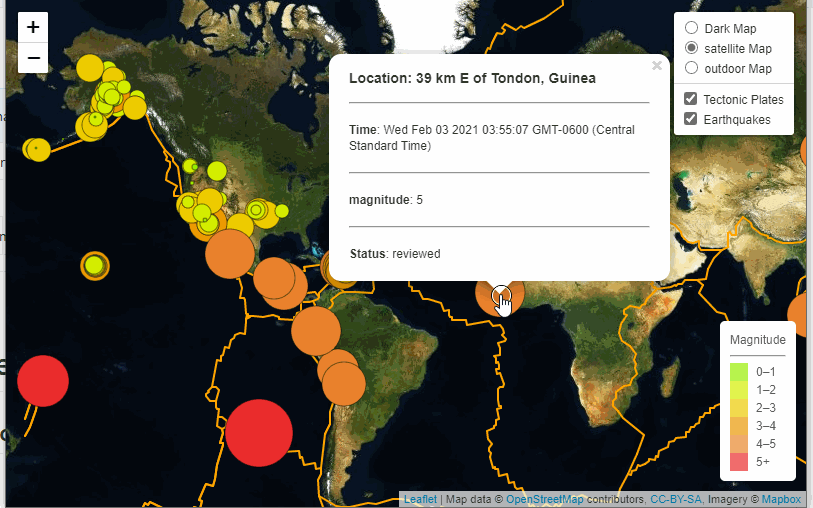 +
−
×
Location: 39 km E of Tondon, Guinea
Time: Wed Feb 03 2021 03:55:07 GMT-0600 (Central
Standard Time)
magnitude: 5
Status: reviewed
Dark Map
satellite Map
outdoor Map
Tectonic Plates
Earthquakes
Magnitude
0–1
1–2
2–3
3–4
4–5
5+
Leaflet | Map data © OpenStreetMap contributors, CC-BY-SA, Imagery © Mapbox